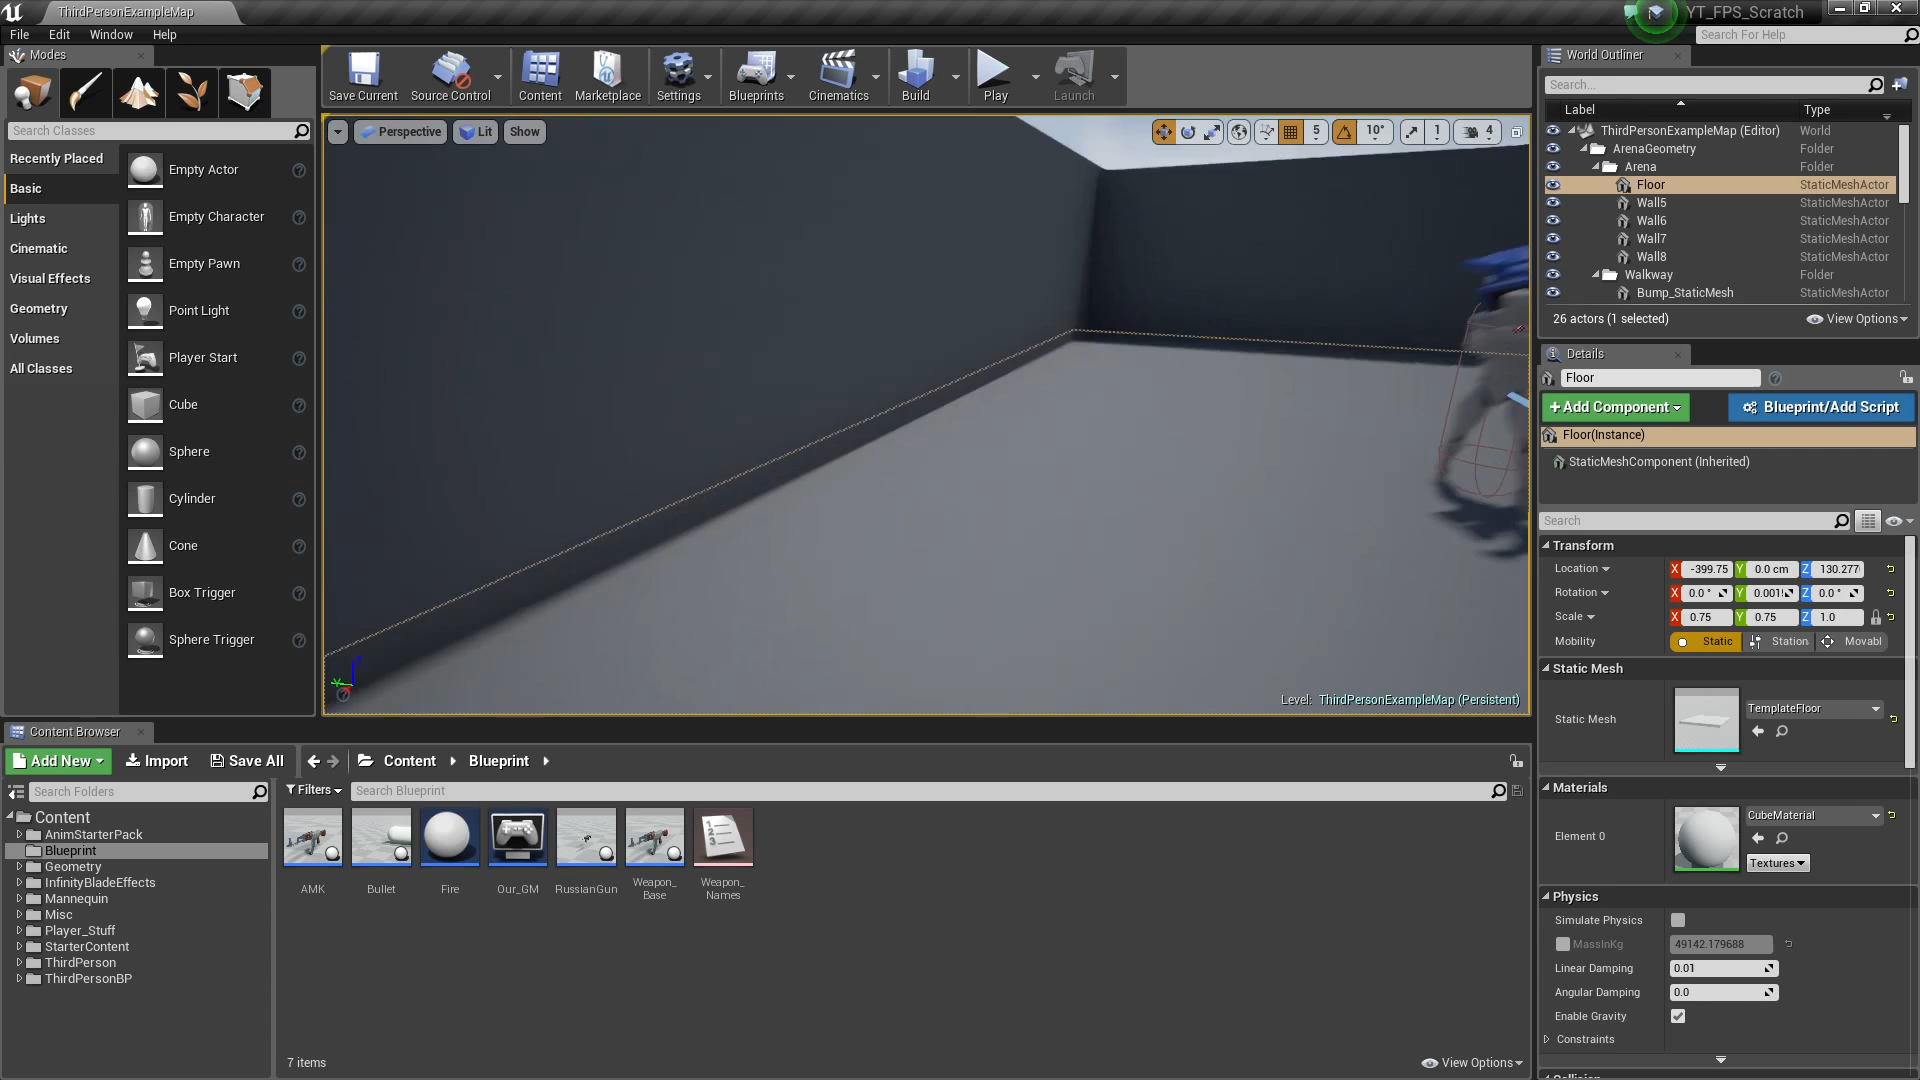 ThirdPersonExampleMap
YT_FPS_Scratch
File Edit Window Help
Search For Help
Modes
Search Classes
Recently Placed
Basic
Lights
Cinematic
Visual Effects
Geometry
Volumes
All Classes
Empty Actor
Empty Character
Empty Pawn
Point Light
Player Start
Cube
Sphere
Cylinder
Cone
Box Trigger
Sphere Trigger
Save Current Source Control Content Marketplace Settings Blueprints Cinematics Build Play Launch
Perspective Lit Show
5 10° 1 4
Level: ThirdPersonExampleMap (Persistent)
World Outliner
Search...
Label Type
ThirdPersonExampleMap (Editor) World
ArenaGeometry Folder
Arena Folder
Floor StaticMeshActor
Wall5 StaticMeshActor
Wall6 StaticMeshActor
Wall7 StaticMeshActor
Wall8 StaticMeshActor
Walkway Folder
Bump_StaticMesh StaticMeshActor
26 actors (1 selected) View Options
Details
Floor
+Add Component Blueprint/Add Script
Floor(Instance)
StaticMeshComponent (Inherited)
Search
Transform
Location X -399.75 Y 0.0 cm Z 130.277
Rotation X 0.0 ° Y 0.001 Z 0.0 °
Scale X 0.75 Y 0.75 Z 1.0
Mobility Static Station Movabl
Static Mesh
Static Mesh TemplateFloor
Materials
Element 0 CubeMaterial
Textures
Physics
Simulate Physics
MassInKg 49142.179688
Linear Damping 0.01
Angular Damping 0.0
Enable Gravity
Constraints
Content Browser
Add New Import Save All Content Blueprint
Search Folders
Filters Search Blueprint
Content
AnimStarterPack
Blueprint
Geometry
InfinityBladeEffects
Mannequin
Misc
Player_Stuff
StarterContent
ThirdPerson
ThirdPersonBP
AMK Bullet Fire Our_GM RussianGun Weapon_ Weapon_
Base Names
7 items View Options